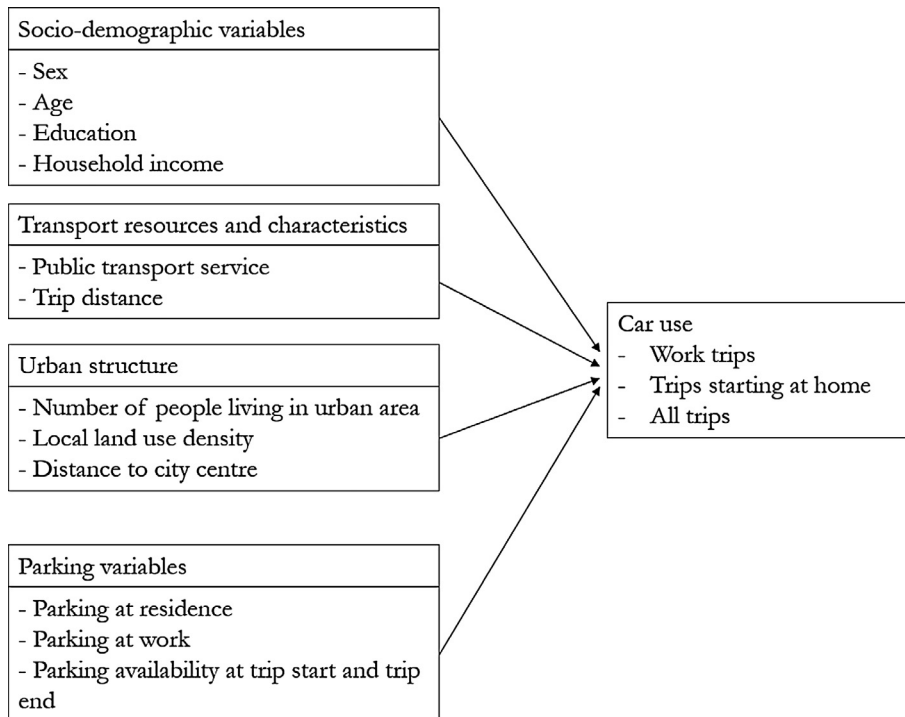 Socio-demographic variables
- Sex
- Age
- Education
- Household income
Transport resources and characteristics
- Public transport service
- Trip distance
Urban structure
- Number of people living in urban area
- Local land use density
- Distance to city centre
Parking variables
- Parking at residence
- Parking at work
- Parking availability at trip start and trip
end
Car use
- Work trips
- Trips starting at home
- All trips